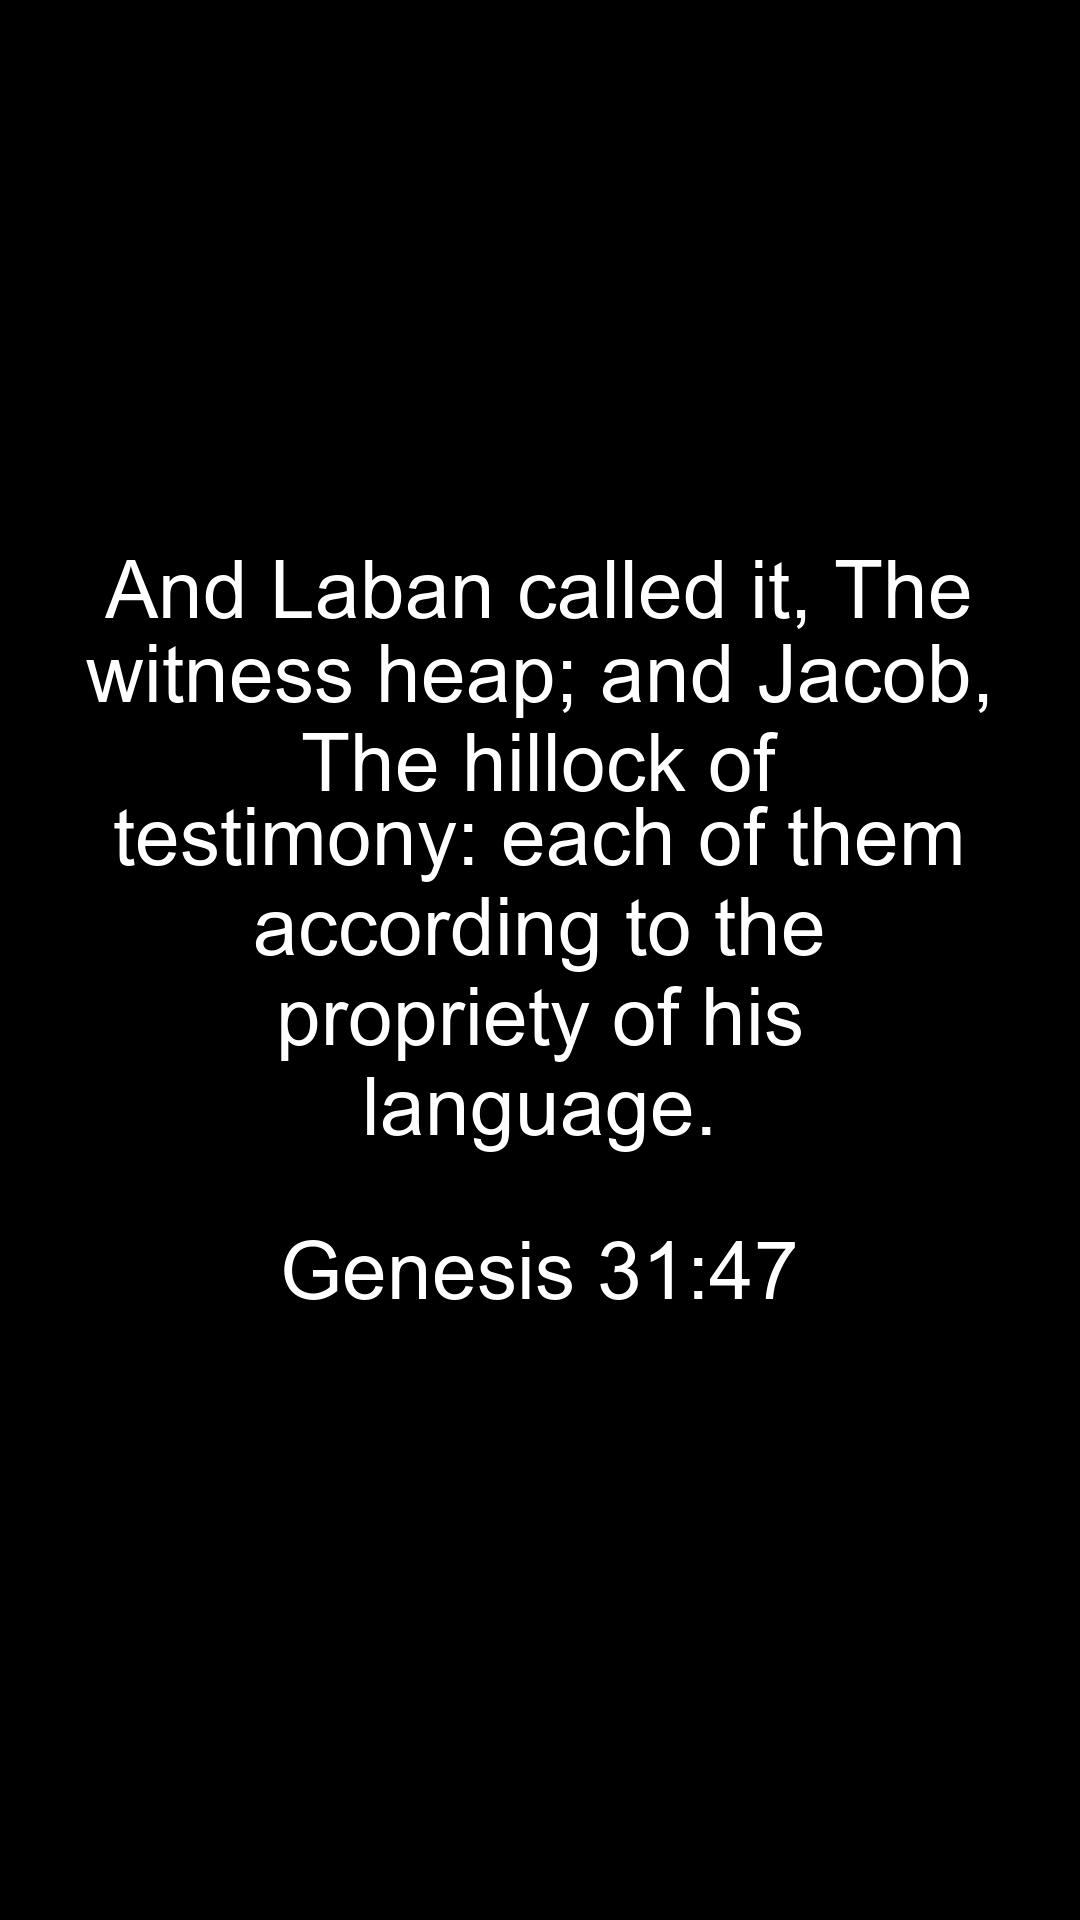 And Laban called it, The
witness heap; and Jacob,
The hillock of
testimony: each of them
according to the
propriety of his
language.
Genesis 31:47